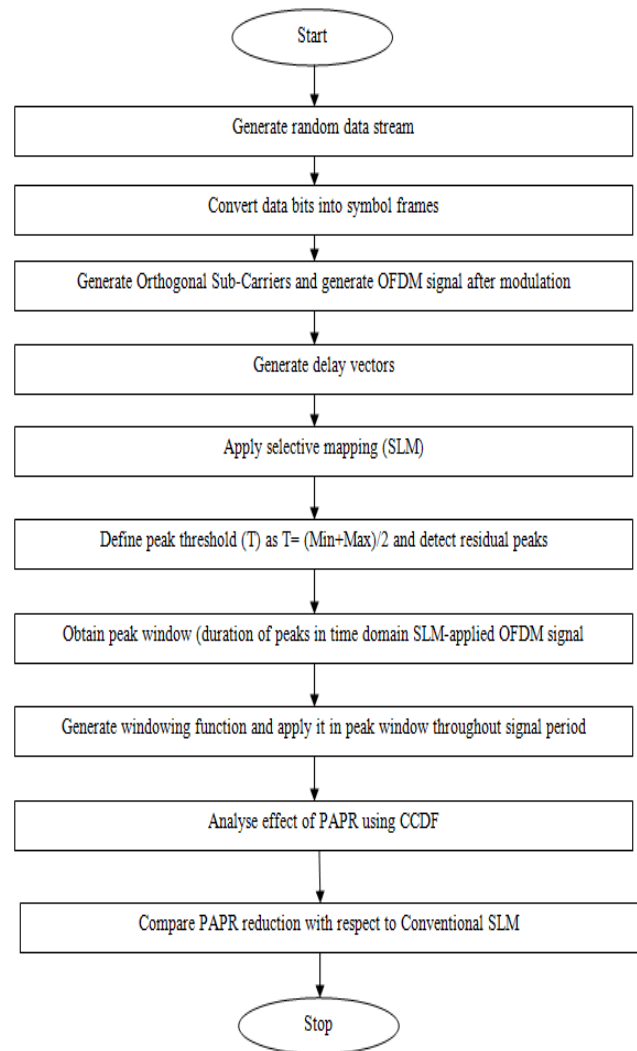 Start
Generate random data stream
Convert data bits into symbol frames
Generate Orthogonal Sub-Carriers and generate OFDM signal after modulation
Generate delay vectors
Apply selective mapping (SLM)
Define peak threshold (T) as T= (Min+Max)/2 and detect residual peaks
Obtain peak window (duration of peaks in time domain SLM-applied OFDM signal
Generate windowing function and apply it in peak window throughout signal period
Analyse effect of PAPR using CCDF
Compare PAPR reduction with respect to Conventional SLM
Stop